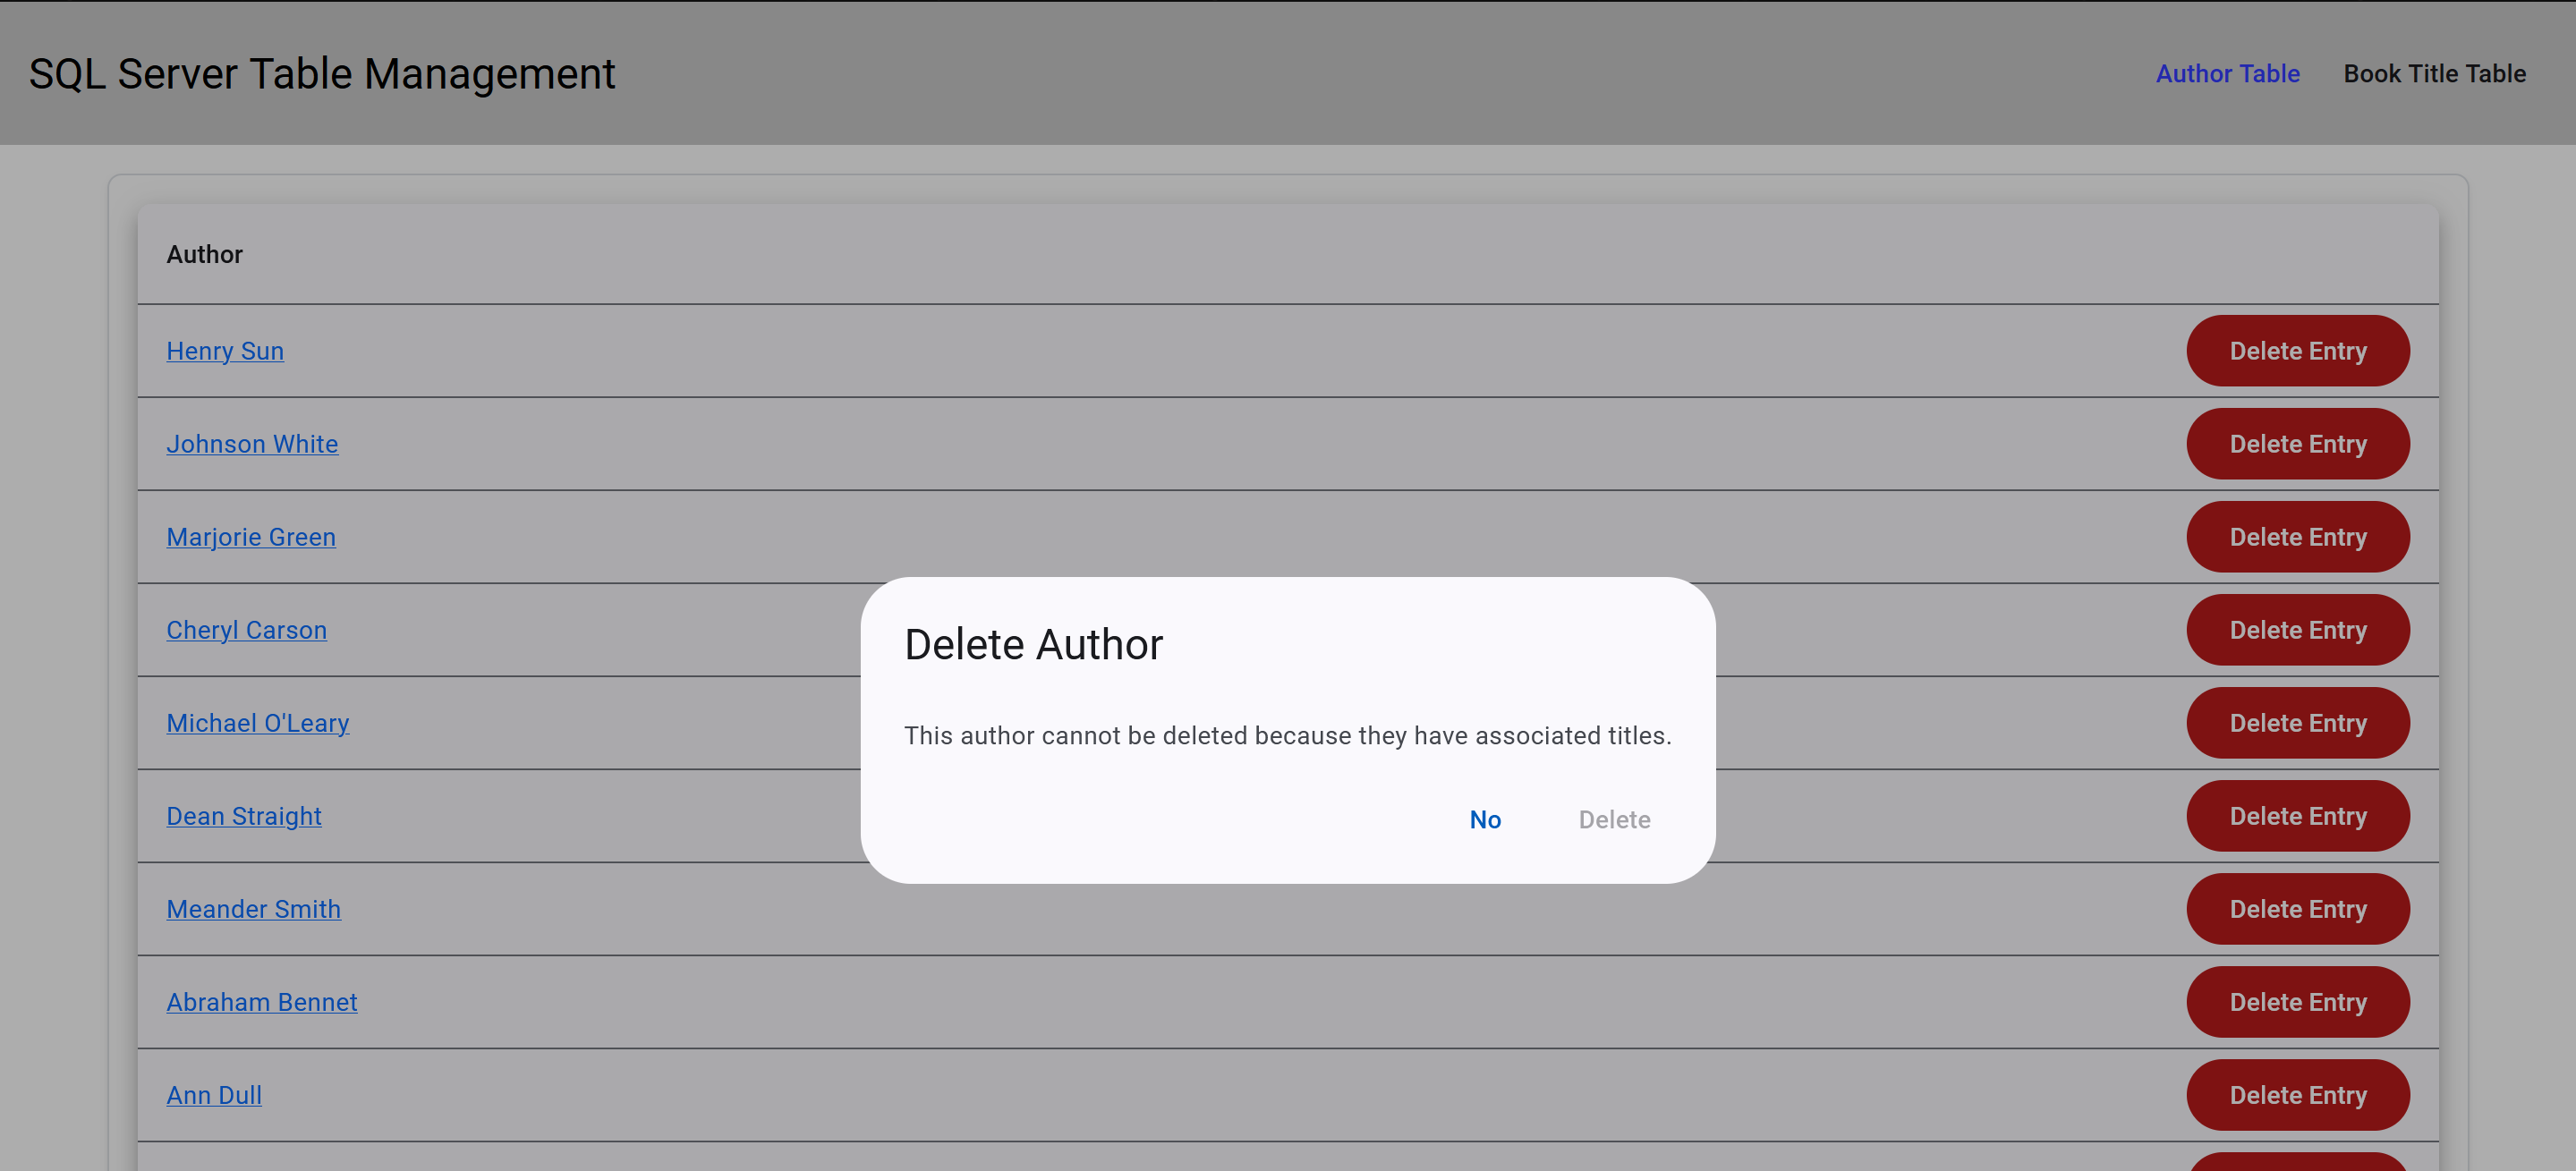 SQL Server Table Management
Author Table
Book Title Table
Author
Henry Sun
Delete Entry
Johnson White
Delete Entry
Marjorie Green
Delete Entry
Cheryl Carson
Delete Entry
Michael O'Leary
Delete Entry
Dean Straight
Delete Entry
Meander Smith
Delete Entry
Abraham Bennet
Delete Entry
Ann Dull
Delete Entry
Delete Author
This author cannot be deleted because they have associated titles.
No
Delete